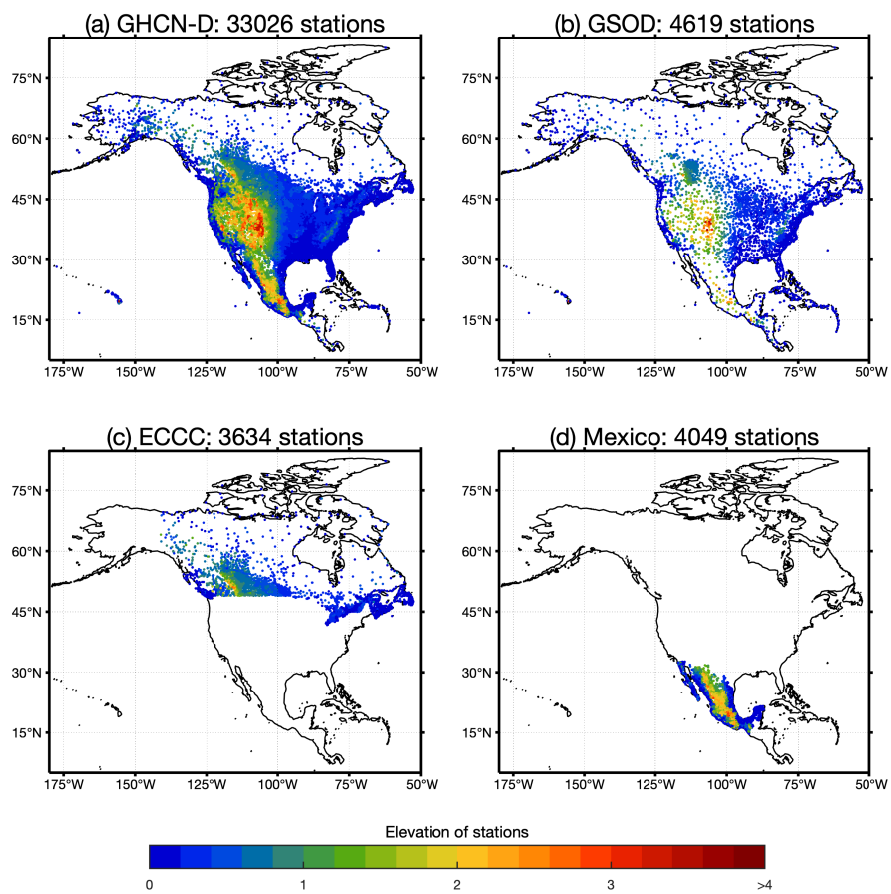 (a) GHCN-D: 33026 stations
(b) GSOD: 4619 stations
75°N
60°N
45°N
30°N
15°N
175°W 150°W 125°W 100°W 75°W 50°W
75°N
60°N
45°N
30°N
15°N
175°W 150°W 125°W 100°W 75°W 50°W
(c) ECCC: 3634 stations
(d) Mexico: 4049 stations
75°N
60°N
45°N
30°N
15°N
175°W 150°W 125°W 100°W 75°W 50°W
75°N
60°N
45°N
30°N
15°N
175°W 150°W 125°W 100°W 75°W 50°W
Elevation of stations
0 1 2 3 >4